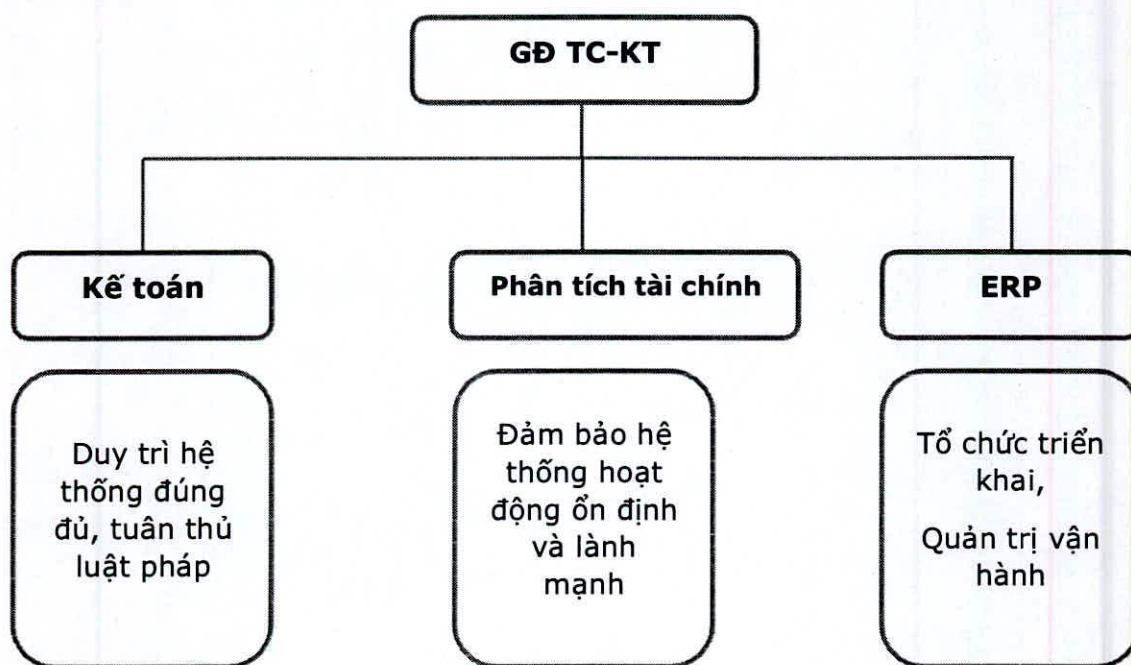 GĐ TC-KT
Kế toán
Phân tích tài chính
ERP
Duy trì hệ
thống đúng
đủ, tuân thủ
luật pháp
Đảm bảo hệ
thống hoạt
động ổn định
và lành
mạnh
Tổ chức triển
khai,
Quản trị vận
hành